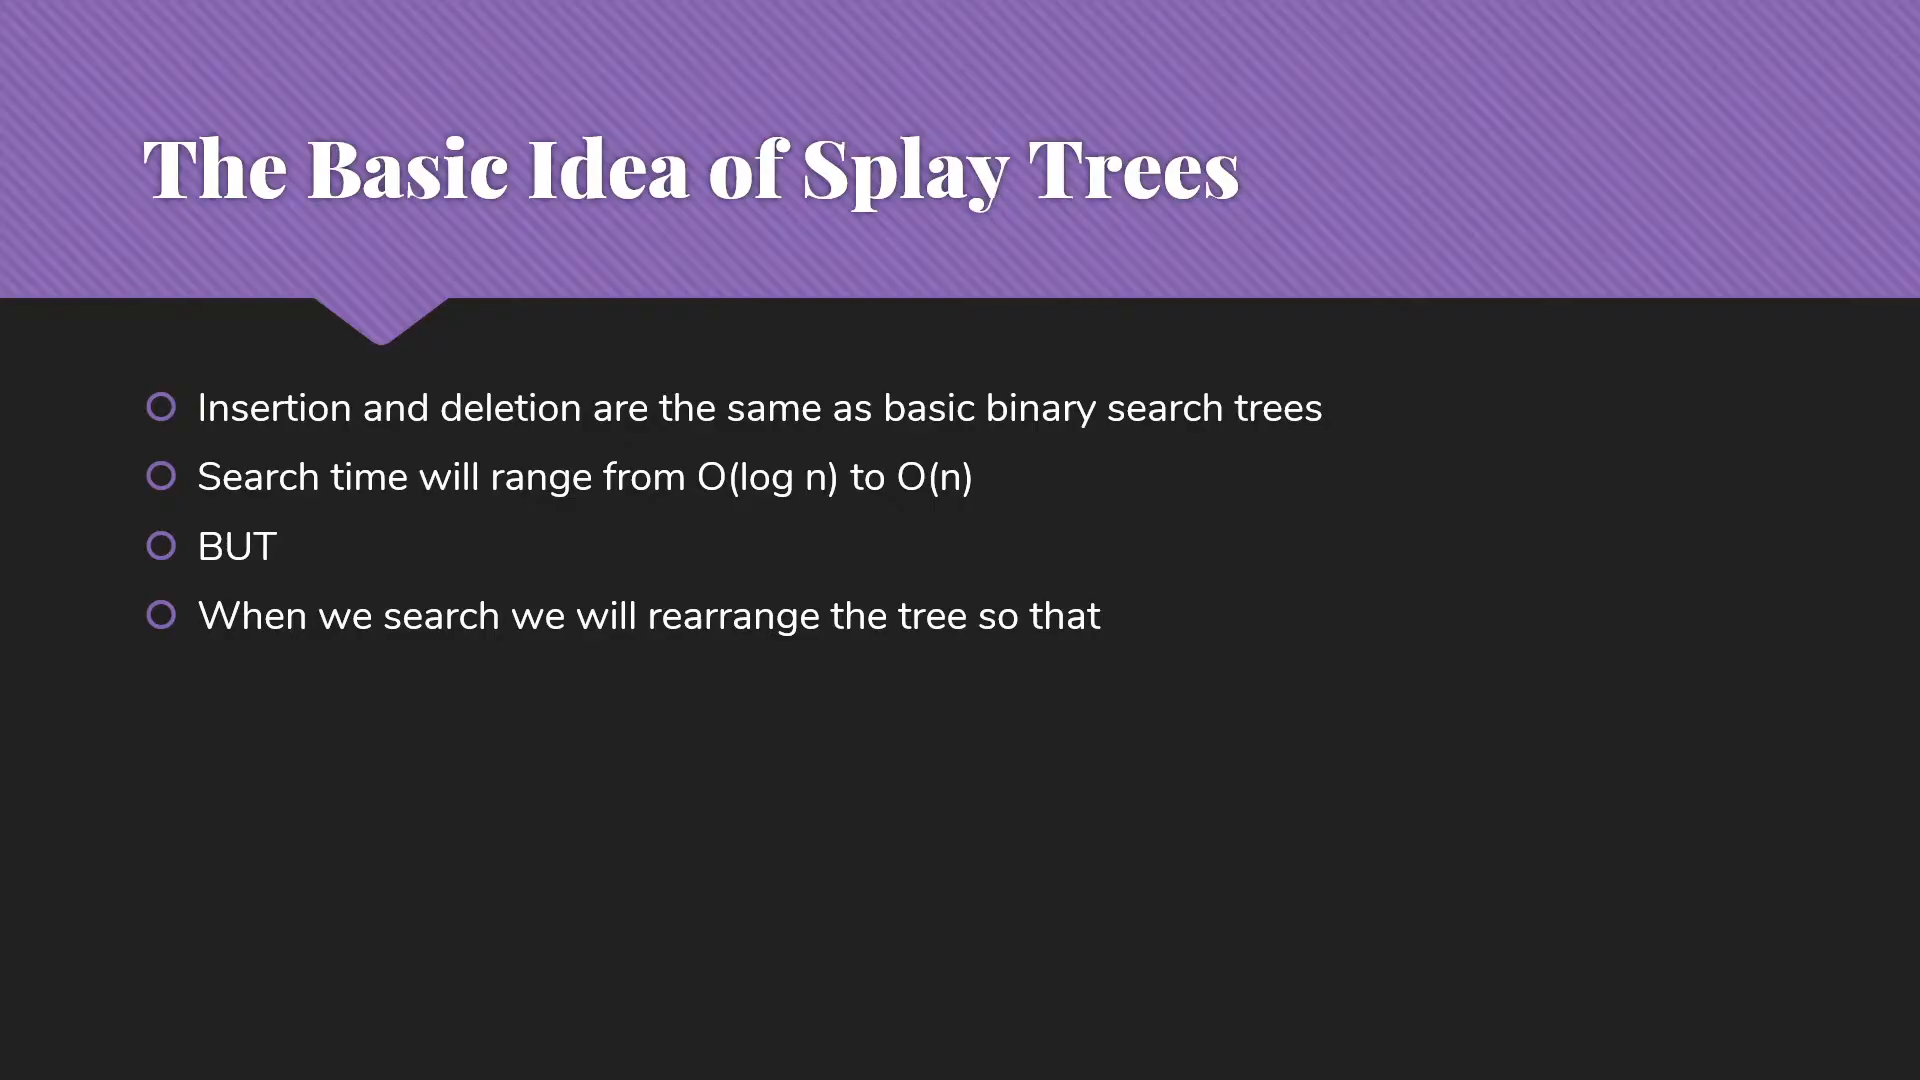 The Basic Idea of Splay Trees
Insertion and deletion are the same as basic binary search trees
Search time will range from O(log n) to O(n)
BUT
When we search we will rearrange the tree so that